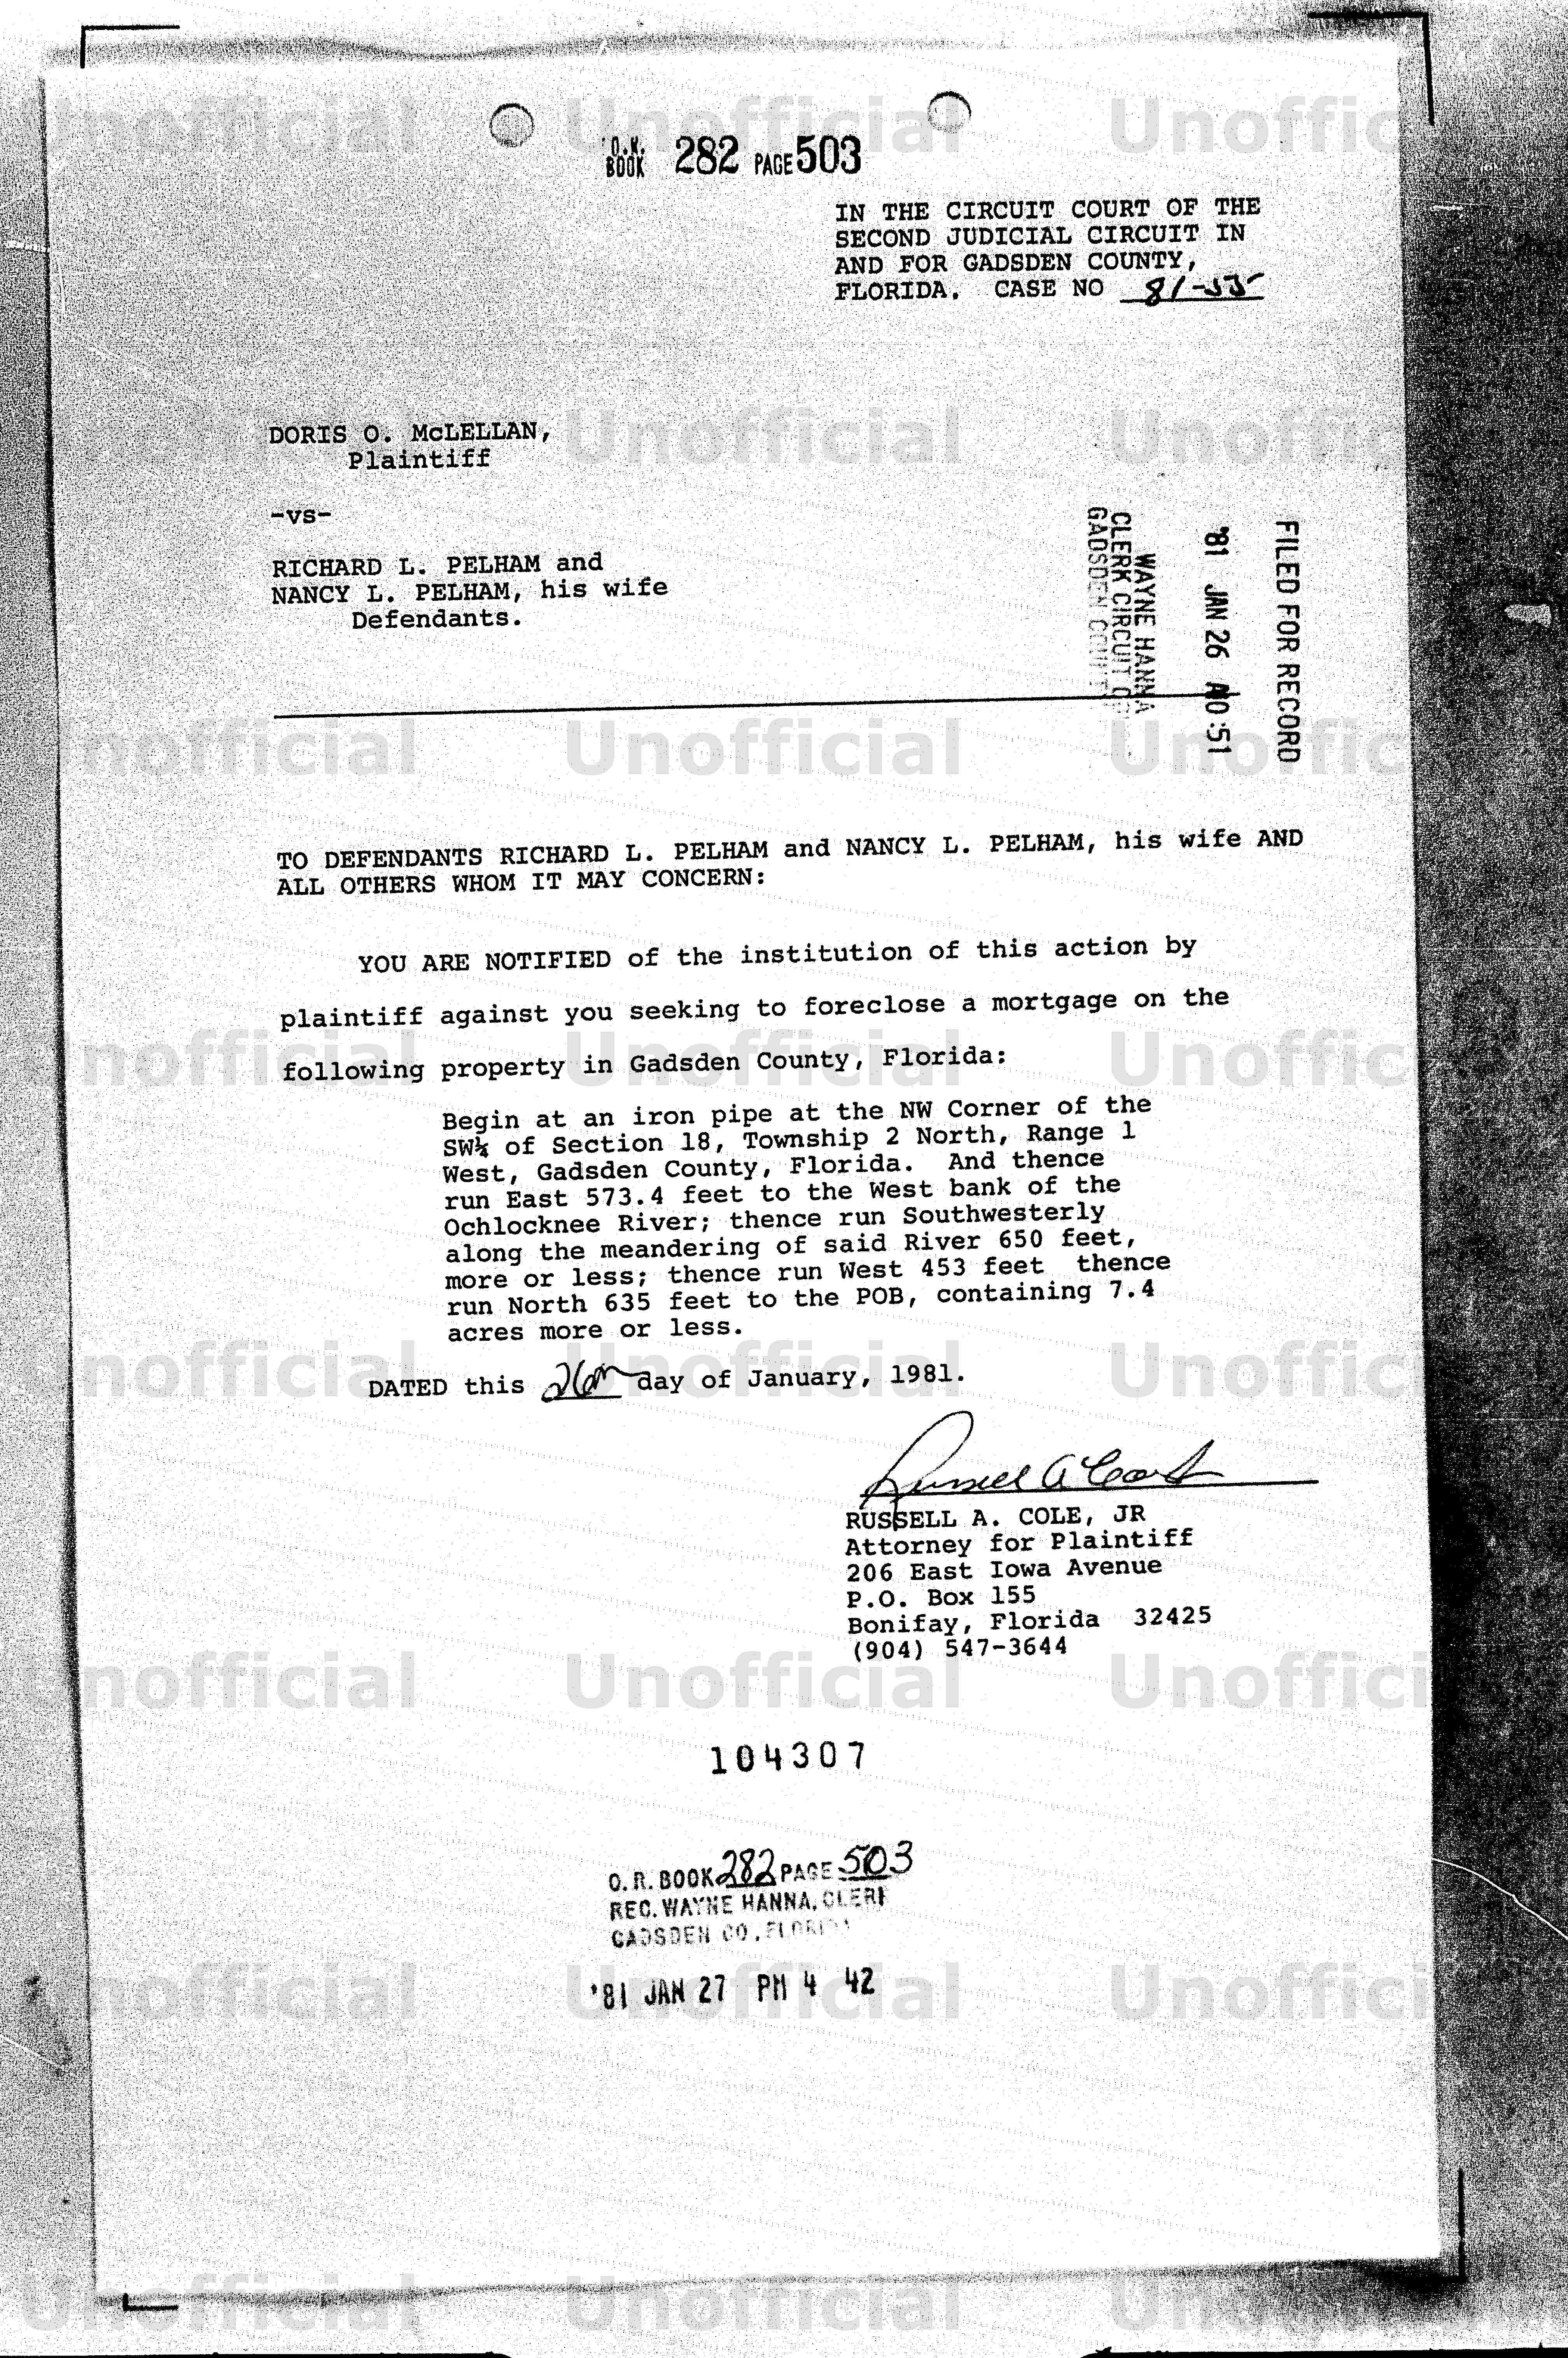 BOOK 282 PAGE 503
IN THE CIRCUIT COURT OF THE
SECOND JUDICIAL CIRCUIT IN
AND FOR GADSDEN COUNTY,
FLORIDA. CASE NO 81-55
DORIS O. McLELLAN,
Plaintiff
-vs-
RICHARD L. PELHAM and
NANCY L. PELHAM, his wife
Defendants.
FILED FOR RECORD
'81 JAN 26 A10:51
WAYNE HANNA
CLERK CIRCUIT
GADSDEN
TO DEFENDANTS RICHARD L. PELHAM and NANCY L. PELHAM, his wife AND
ALL OTHERS WHOM IT MAY CONCERN:
YOU ARE NOTIFIED of the institution of this action by
plaintiff against you seeking to foreclose a mortgage on the
following property in Gadsden County, Florida:
Begin at an iron pipe at the NW Corner of the
SW¼ of Section 18, Township 2 North, Range 1
West, Gadsden County, Florida. And thence
run East 573.4 feet to the West bank of the
Ochlocknee River; thence run Southwesterly
along the meandering of said River 650 feet,
more or less; thence run West 453 feet thence
run North 635 feet to the POB, containing 7.4
acres more or less.
DATED this 26th day of January, 1981.
RUSSELL A. COLE, JR
Attorney for Plaintiff
206 East Iowa Avenue
P.O. Box 155
Bonifay, Florida 32425
(904) 547-3644
104307
O.R. BOOK 282 PAGE 503
REC. WAYNE HANNA, CLERK
GADSDEN CO. FLORIDA
'81 JAN 27 PM 4 42
Unofficial